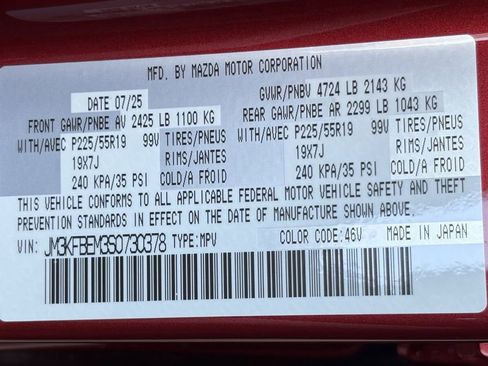 MFD. BY MAZDA MOTOR CORPORATION
DATE 07/25 GVWR/PNBV 4724 LB 2143 KG
FRONT GAWR/PNBE AV 2425 LB 1100 KG REAR GAWR/PNBE AR 2299 LB 1043 KG
WITH/AVEC P225/55R19 99V TIRES/PNEUS WITH/AVEC P225/55R19 99V TIRES/PNEUS
19X7J RIMS/JANTES 19X7J RIMS/JANTES
240 KPA/35 PSI COLD/A FROID 240 KPA/35 PSI COLD/A FROID
THIS VEHICLE CONFORMS TO ALL APPLICABLE FEDERAL MOTOR VEHICLE SAFETY AND THEFT
PREVENTION STANDARDS IN EFFECT ON THE DATE OF MANUFACTURE SHOWN ABOVE.
VIN: JM3KFBEM3S0730378 TYPE:MPV COLOR CODE:46V MADE IN JAPAN